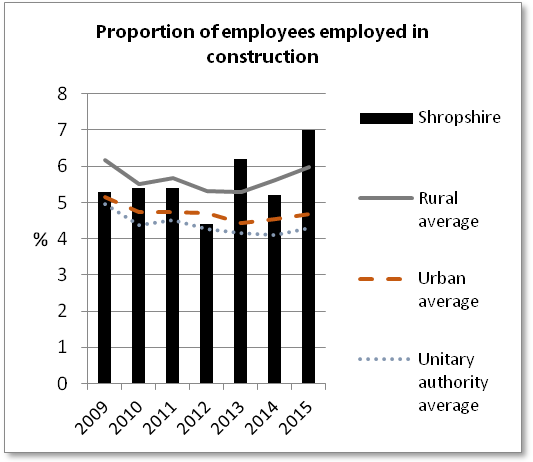 Proportion of employees employed in
construction
8
7
6
5
4
3
2
1
0
%
2009
2010
2011
2012
2013
2014
2015
Shropshire
Rural
average
Urban
average
Unitary
authority
average